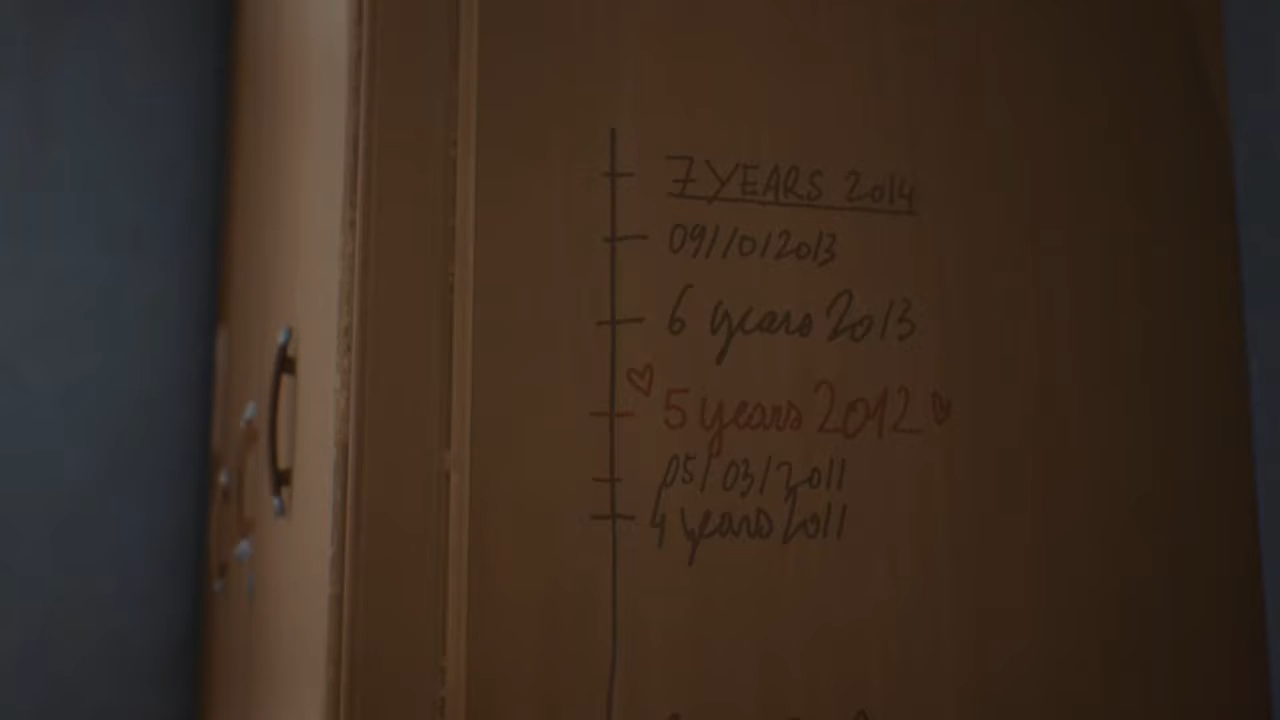 7 YEARS 2014
09/10/2013
6 years 2013
5 years 2012
05/03/2011
4 years 2011